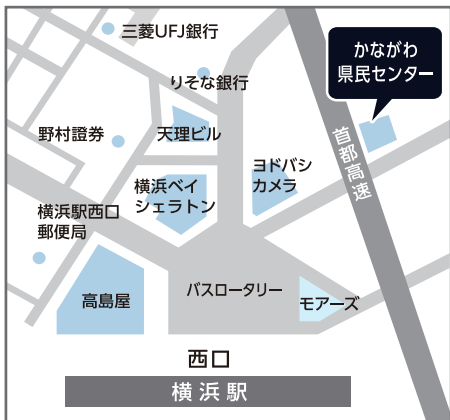 三菱UFJ銀行
かながわ
県民センター
りそな銀行
野村證券
天理ビル
首都高速
ヨドバシ
カメラ
横浜ベイ
シェラトン
横浜駅西口
郵便局
バスロータリー
高島屋
モアーズ
西口
横浜駅